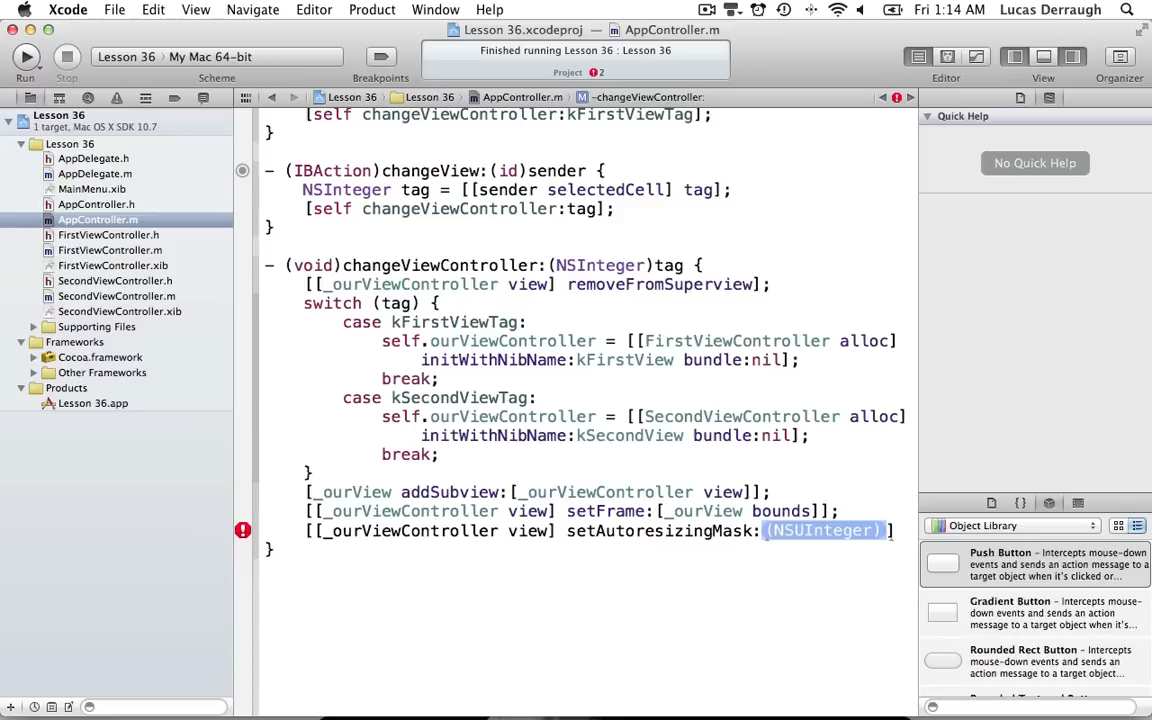 Xcode File Edit View Navigate Editor Product Window Help Fri 1:14 AM Lucas Derraugh
Lesson 36.xcodeproj — AppController.m
Lesson 36 › My Mac 64-bit
Finished running Lesson 36 : Lesson 36
Project 2
Run Stop Scheme Breakpoints Editor View Organizer
Lesson 36 Lesson 36 AppController.m M -changeViewController:
Lesson 36
1 target, Mac OS X SDK 10.7
Lesson 36
AppDelegate.h
AppDelegate.m
MainMenu.xib
AppController.h
AppController.m
FirstViewController.h
FirstViewController.m
FirstViewController.xib
SecondViewController.h
SecondViewController.m
SecondViewController.xib
Supporting Files
Frameworks
Cocoa.framework
Other Frameworks
Products
Lesson 36.app
[self changeViewController:kFirstViewTag];
}
- (IBAction)changeView:(id)sender {
NSInteger tag = [[sender selectedCell] tag];
[self changeViewController:tag];
}
- (void)changeViewController:(NSInteger)tag {
[[_ourViewController view] removeFromSuperview];
switch (tag) {
case kFirstViewTag:
self.ourViewController = [[FirstViewController alloc]
initWithNibName:kFirstView bundle:nil];
break;
case kSecondViewTag:
self.ourViewController = [[SecondViewController alloc]
initWithNibName:kSecondView bundle:nil];
break;
}
[_ourView addSubview:[_ourViewController view]];
[[_ourViewController view] setFrame:[_ourView bounds]];
[[_ourViewController view] setAutoresizingMask:(NSUInteger)]
}
Quick Help
No Quick Help
Object Library
Push Button – Intercepts mouse-down
events and sends an action message to a
target object when it's clicked or...
Gradient Button – Intercepts mouse-
down events and sends an action
message to a target object when it's...
Rounded Rect Button – Intercepts
mouse-down events and sends an
action message to a target object...